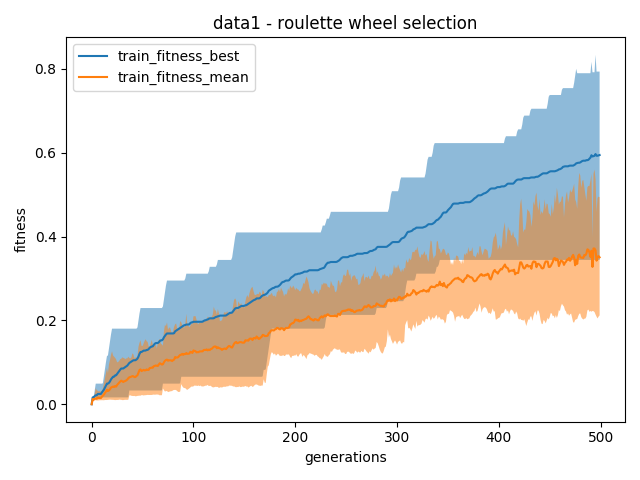 data1 - roulette wheel selection
train_fitness_best
train_fitness_mean
fitness
0.8
0.6
0.4
0.2
0.0
0 100 200 300 400 500
generations